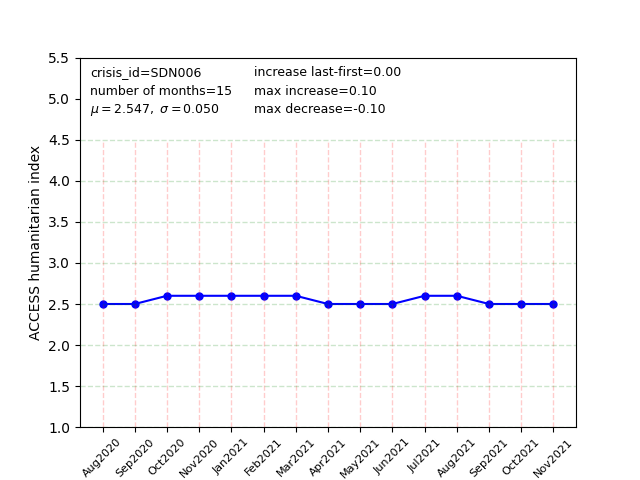 crisis_id=SDN006
number of months=15
μ = 2.547, σ = 0.050
increase last-first=0.00
max increase=0.10
max decrease=-0.10
ACCESS humanitarian index
5.5
5.0
4.5
4.0
3.5
3.0
2.5
2.0
1.5
1.0
Aug2020
Sep2020
Oct2020
Nov2020
Jan2021
Feb2021
Mar2021
Apr2021
May2021
Jun2021
Jul2021
Aug2021
Sep2021
Oct2021
Nov2021